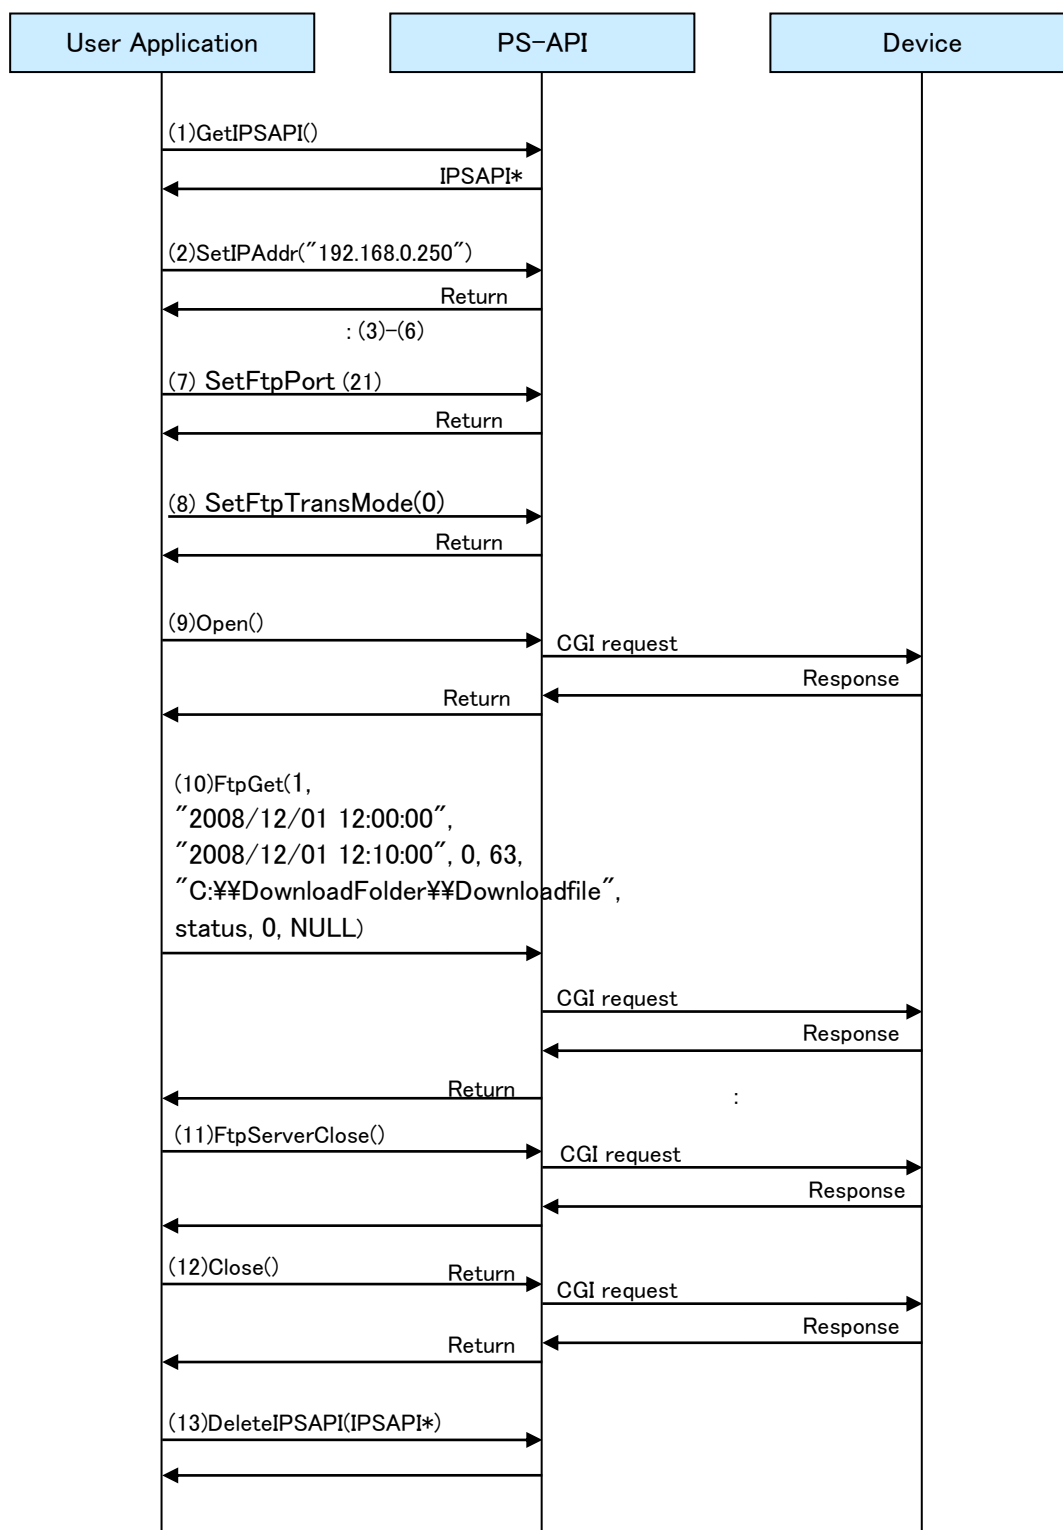 User Application
PS-API
Device
(1)GetIPSAPI()
IPSAPI*
(2)SetIPAddr("192.168.0.250")
Return
: (3)-(6)
(7) SetFtpPort (21)
Return
(8) SetFtpTransMode(0)
Return
(9)Open()
CGI request
Response
Return
(10)FtpGet(1,
"2008/12/01 12:00:00",
"2008/12/01 12:10:00", 0, 63,
"C:¥¥DownloadFolder¥¥Downloadfile",
status, 0, NULL)
CGI request
Response
Return
:
(11)FtpServerClose()
CGI request
Response
(12)Close()
Return
CGI request
Response
Return
(13)DeleteIPSAPI(IPSAPI*)